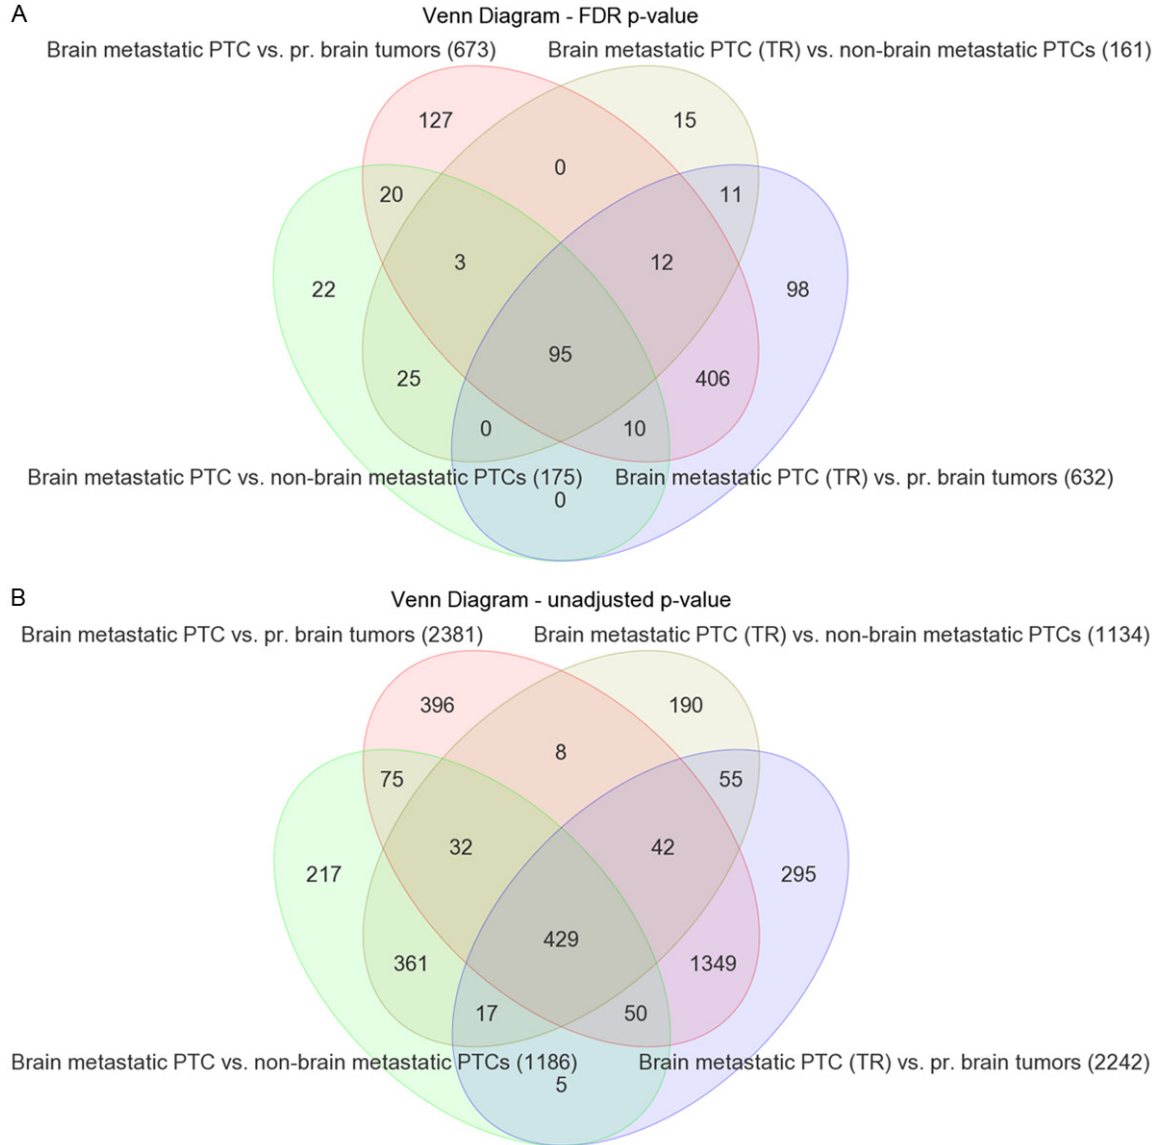 A
Venn Diagram - FDR p-value
Brain metastatic PTC vs. pr. brain tumors (673)
Brain metastatic PTC (TR) vs. non-brain metastatic PTCs (161)
127
15
0
20
11
3
12
22
98
95
25
406
0
10
Brain metastatic PTC vs. non-brain metastatic PTCs (175)
Brain metastatic PTC (TR) vs. pr. brain tumors (632)
0
B
Venn Diagram - unadjusted p-value
Brain metastatic PTC vs. pr. brain tumors (2381)
Brain metastatic PTC (TR) vs. non-brain metastatic PTCs (1134)
396
190
8
75
55
32
42
217
295
429
361
1349
17
50
Brain metastatic PTC vs. non-brain metastatic PTCs (1186)
Brain metastatic PTC (TR) vs. pr. brain tumors (2242)
5